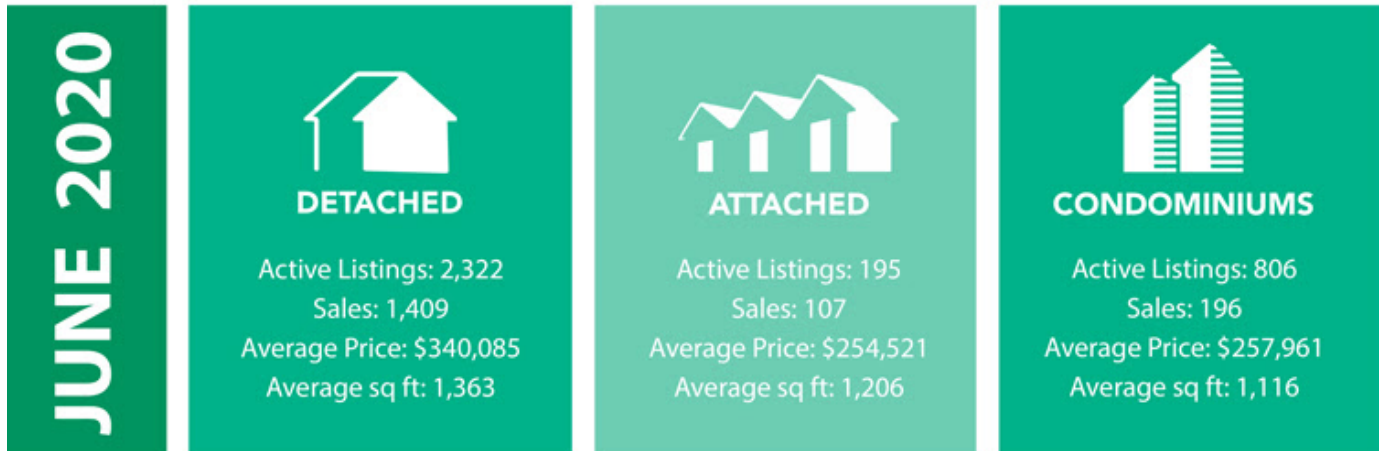 JUNE 2020
DETACHED
Active Listings: 2,322
Sales: 1,409
Average Price: $340,085
Average sq ft: 1,363
ATTACHED
Active Listings: 195
Sales: 107
Average Price: $254,521
Average sq ft: 1,206
CONDOMINIUMS
Active Listings: 806
Sales: 196
Average Price: $257,961
Average sq ft: 1,116